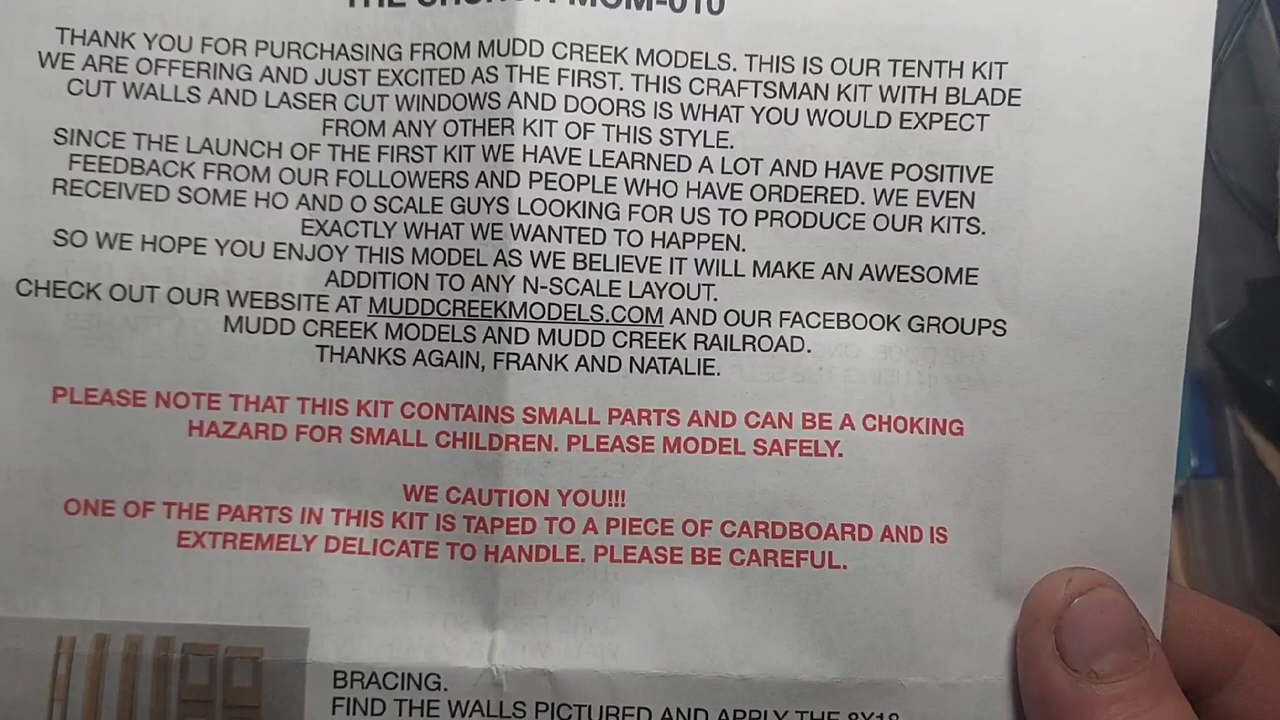 THE CHURCH MCM-010
THANK YOU FOR PURCHASING FROM MUDD CREEK MODELS. THIS IS OUR TENTH KIT
WE ARE OFFERING AND JUST EXCITED AS THE FIRST. THIS CRAFTSMAN KIT WITH BLADE
CUT WALLS AND LASER CUT WINDOWS AND DOORS IS WHAT YOU WOULD EXPECT
FROM ANY OTHER KIT OF THIS STYLE.
SINCE THE LAUNCH OF THE FIRST KIT WE HAVE LEARNED A LOT AND HAVE POSITIVE
FEEDBACK FROM OUR FOLLOWERS AND PEOPLE WHO HAVE ORDERED. WE EVEN
RECEIVED SOME HO AND O SCALE GUYS LOOKING FOR US TO PRODUCE OUR KITS.
EXACTLY WHAT WE WANTED TO HAPPEN.
SO WE HOPE YOU ENJOY THIS MODEL AS WE BELIEVE IT WILL MAKE AN AWESOME
ADDITION TO ANY N-SCALE LAYOUT.
CHECK OUT OUR WEBSITE AT MUDDCREEKMODELS.COM AND OUR FACEBOOK GROUPS
MUDD CREEK MODELS AND MUDD CREEK RAILROAD.
THANKS AGAIN, FRANK AND NATALIE.
PLEASE NOTE THAT THIS KIT CONTAINS SMALL PARTS AND CAN BE A CHOKING
HAZARD FOR SMALL CHILDREN. PLEASE MODEL SAFELY.
WE CAUTION YOU!!!
ONE OF THE PARTS IN THIS KIT IS TAPED TO A PIECE OF CARDBOARD AND IS
EXTREMELY DELICATE TO HANDLE. PLEASE BE CAREFUL.
BRACING.
FIND THE WALLS PICTURED AND APPLY THE 8X18